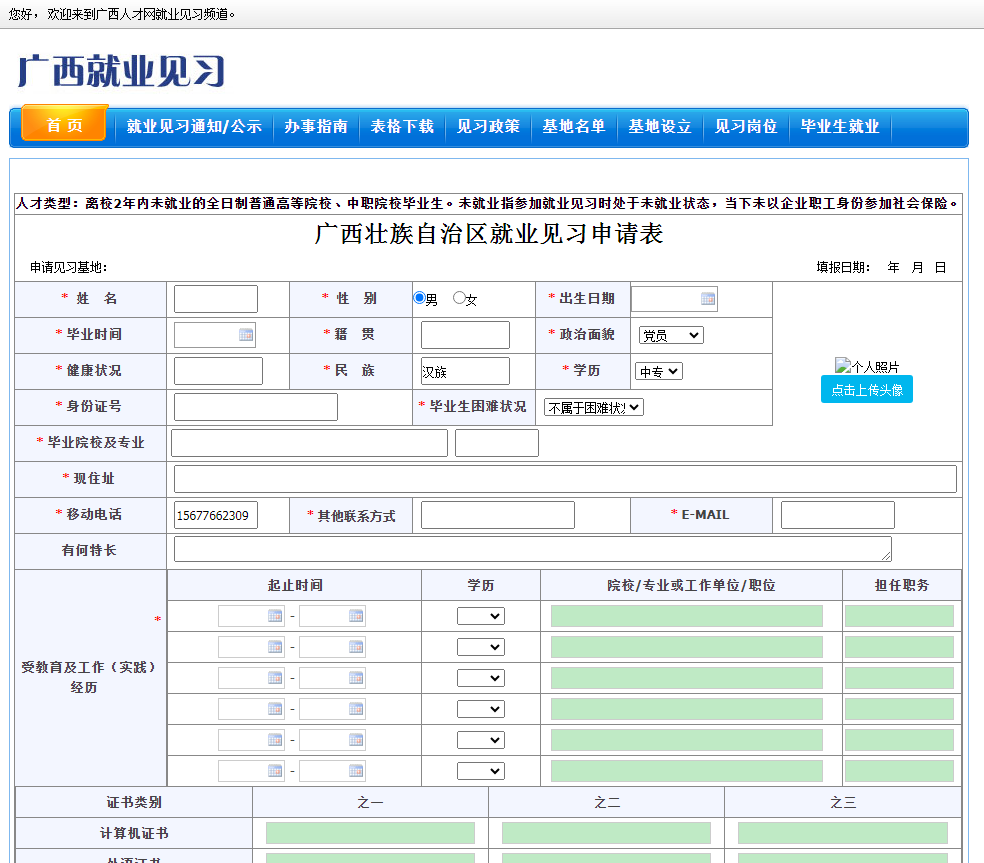 您好，欢迎来到广西人才网就业见习频道。
广西就业见习
首 页 就业见习通知/公示 办事指南 表格下载 见习政策 基地名单 基地设立 见习岗位 毕业生就业
人才类型：离校2年内未就业的全日制普通高等院校、中职院校毕业生。未就业指参加就业见习时处于未就业状态，当下未以企业职工身份参加社会保险。
广西壮族自治区就业见习申请表
申请见习基地： 填报日期： 年 月 日
* 姓 名 * 性 别 男 女 * 出生日期
* 毕业时间 * 籍 贯 * 政治面貌 党员
* 健康状况 * 民 族 汉族 * 学历 中专
个人照片
点击上传头像
* 身份证号 * 毕业生困难状况 不属于困难状
* 毕业院校及专业
* 现住址
* 移动电话 15677662309 * 其他联系方式 * E-MAIL
有何特长
* 受教育及工作（实践）
经历
起止时间 学历 院校/专业或工作单位/职位 担任职务
-
-
-
-
-
-
证书类别 之一 之二 之三
计算机证书
外语证书